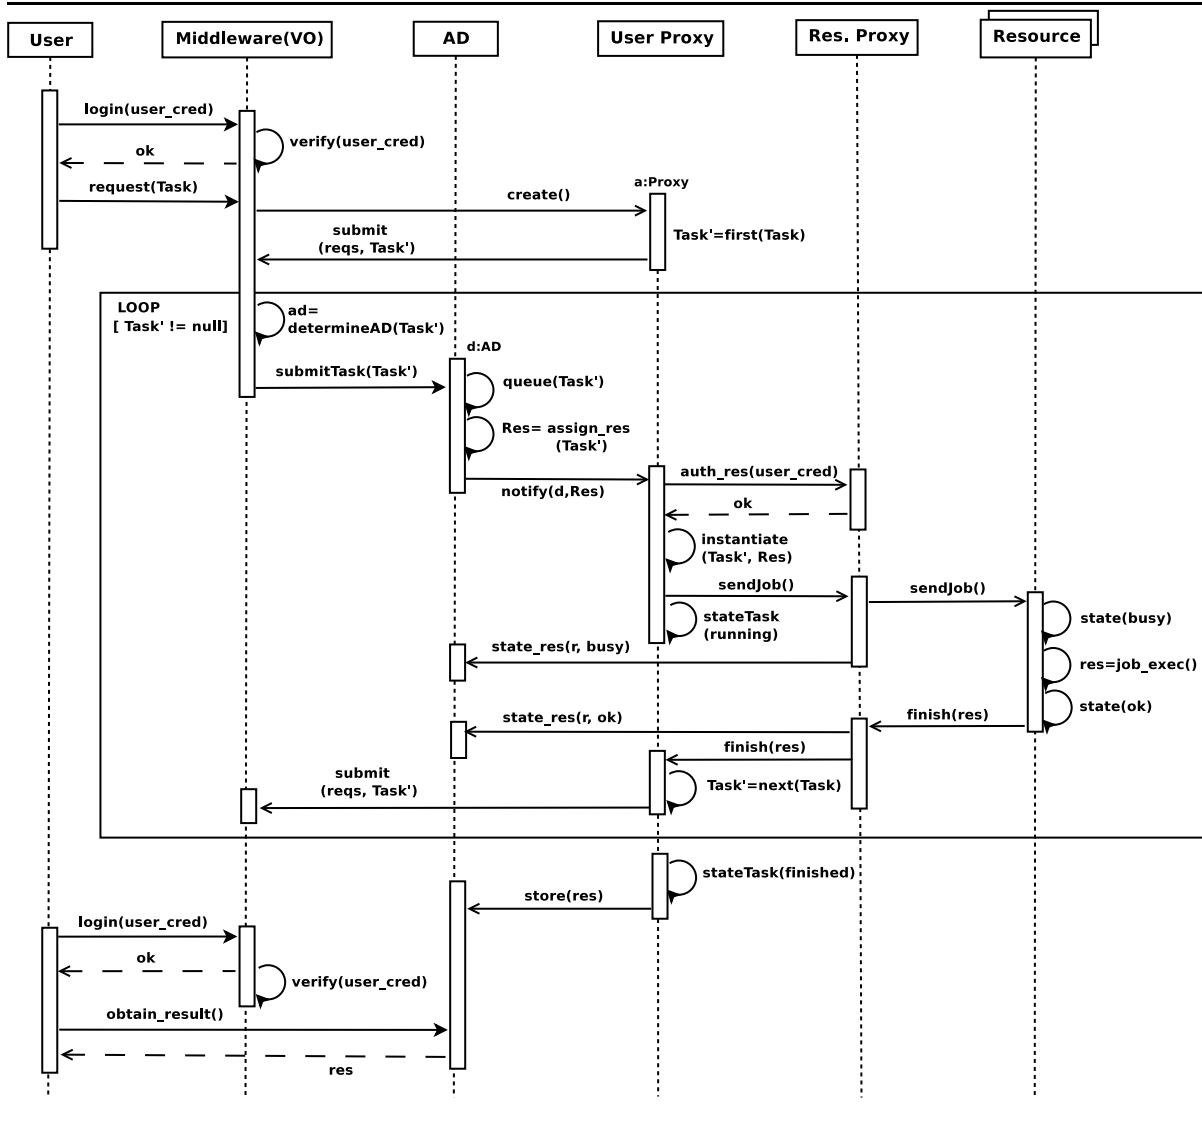 User
Middleware(VO)
AD
User Proxy
Res. Proxy
Resource
login(user_cred)
verify(user_cred)
ok
request(Task)
a:Proxy
create()
submit
(reqs, Task')
Task'=first(Task)
LOOP
[ Task' != null]
ad=
determineAD(Task')
d:AD
submitTask(Task')
queue(Task')
Res= assign_res
(Task')
notify(d,Res)
auth_res(user_cred)
ok
instantiate
(Task', Res)
sendJob()
sendJob()
stateTask
(running)
state(busy)
state_res(r, busy)
res=job_exec()
state(ok)
finish(res)
state_res(r, ok)
finish(res)
submit
(reqs, Task')
Task'=next(Task)
stateTask(finished)
store(res)
login(user_cred)
ok
verify(user_cred)
obtain_result()
res